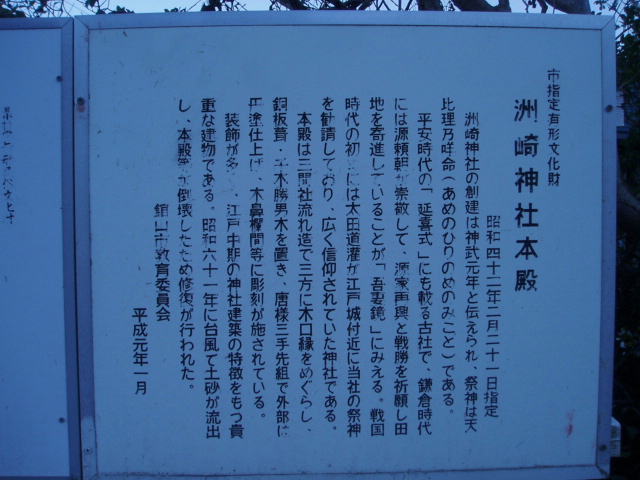 市指定有形文化財
洲崎神社本殿
昭和四十二年二月二十一日指定
洲崎神社の創建は神武元年と伝えられ、祭神は天
比理乃咩命(あめのひりのめのみこと)である。
平安時代の「延喜式」にも載る古社で、鎌倉時代
には源頼朝が崇敬して、源家再興と戦勝を祈願し田
地を寄進していることが「吾妻鏡」にみえる。戦国
時代の初めには太田道灌が江戸城付近に当社の祭神
を勧請しており、広く信仰されていた神社である。
本殿は三間社流れ造で三方に木口縁をめぐらし、
銅板葺・千木勝男木を置き、唐様三手先組で外部は
丹塗仕上げ、木鼻欄間等に彫刻が施されている。
装飾が多く、江戸中期の神社建築の特徴をもつ貴
重な建物である。昭和六十一年に台風で土砂が流出
し、本殿等が倒壊したため修復が行われた。
館山市教育委員会
平成元年一月